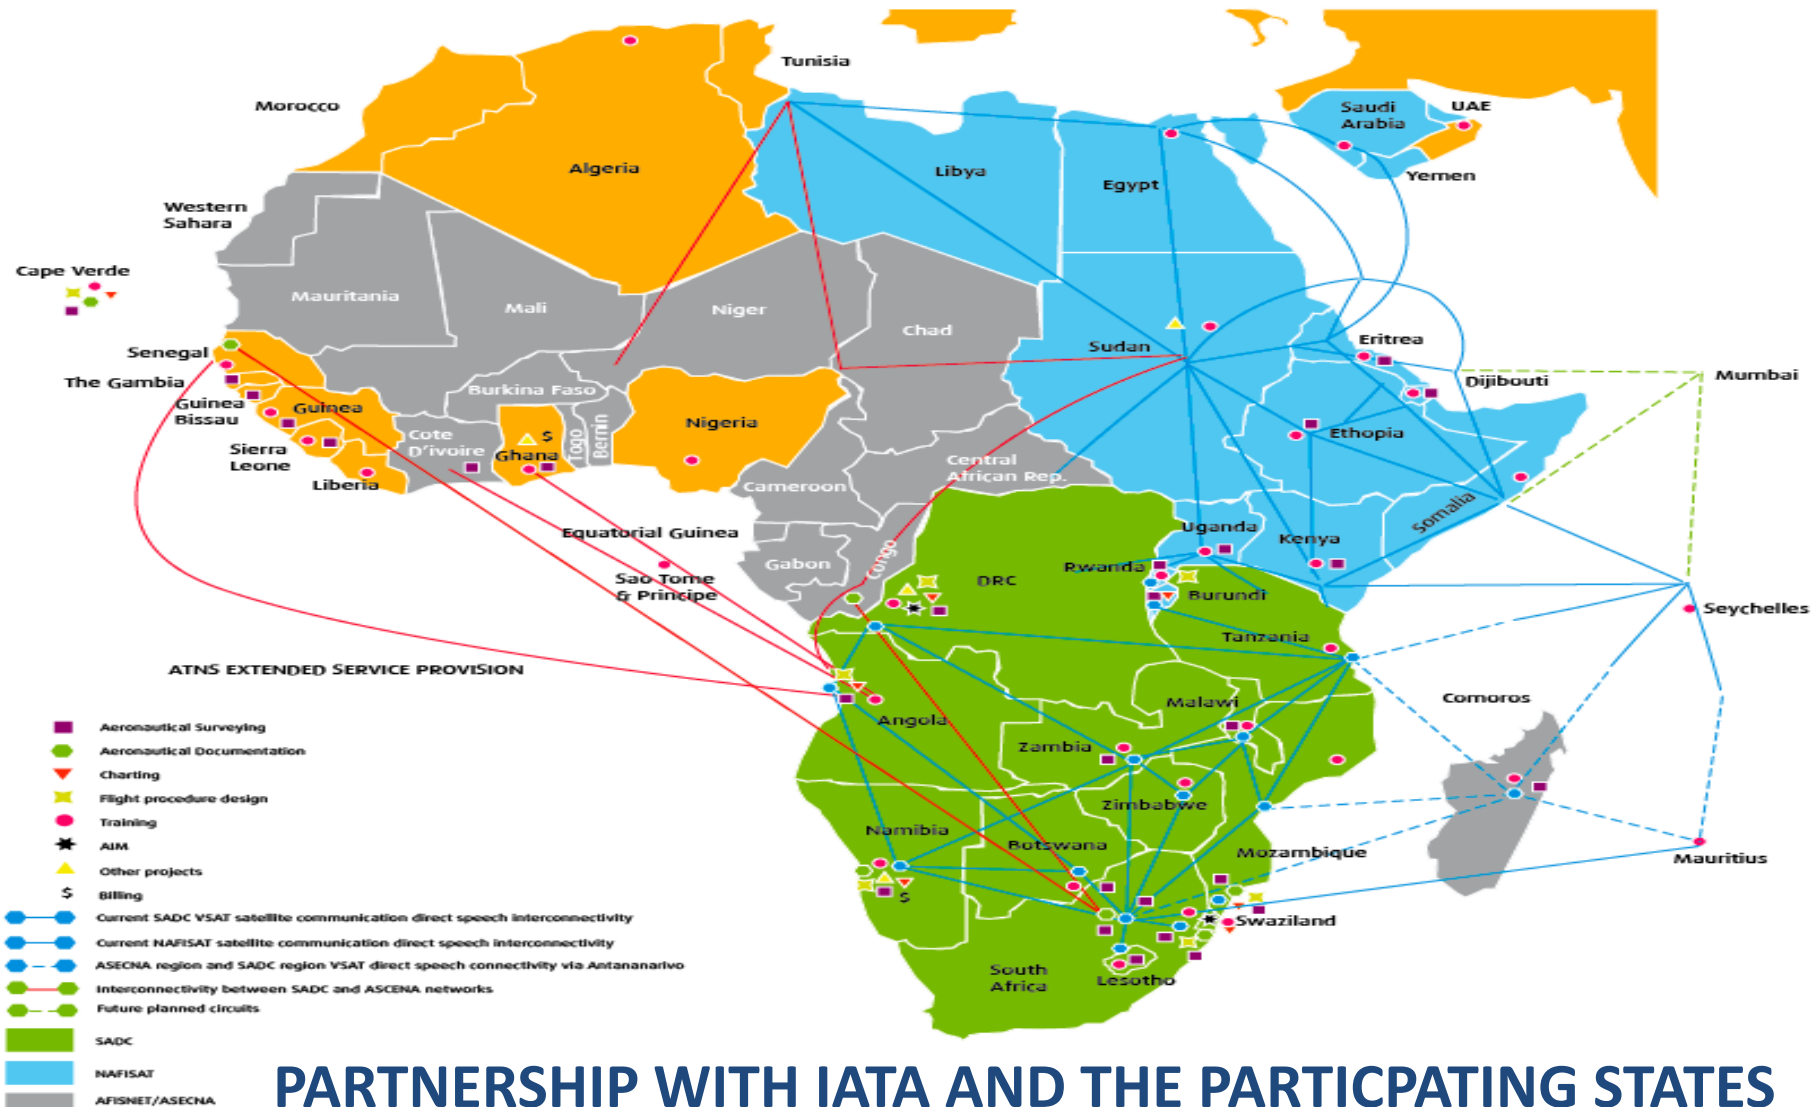 Tunisia
Morocco
Saudi
Arabia
UAE
Algeria
Libya
Egypt
Yemen
Western
Sahara
Cape Verde
Mauritania
Mali
Niger
Chad
Sudan
Eritrea
Senegal
The Gambia
Dijibouti
Mumbai
Burkina Faso
Guinea
Bissau
Guinea
Nigeria
Cote
D'ivoire
$
Ghana
Togo
Bernin
Ethiopia
Sierra
Leone
Liberia
Central
African Rep.
Cameroon
Somalia
Equatorial Guinea
Uganda
Kenya
Gabon
Congo
Sao Tome
& Principe
DRC
Rwanda
Burundi
Seychelles
Tanzania
ATNS EXTENDED SERVICE PROVISION
Comoros
Malawi
Angola
Zambia
Zimbabwe
Namibia
Botswana
Mozambique
Mauritius
$
Swaziland
South
Africa
Lesotho
Aeronautical Surveying
Aeronautical Documentation
Charting
Flight procedure design
Training
AIM
Other projects
$ Billing
Current SADC VSAT satellite communication direct speech interconnectivity
Current NAFISAT satellite communication direct speech interconnectivity
ASECNA region and SADC region VSAT direct speech connectivity via Antananarivo
Interconnectivity between SADC and ASCENA networks
Future planned circuits
SADC
NAFISAT
AFISNET/ASECNA
PARTNERSHIP WITH IATA AND THE PARTICPATING STATES